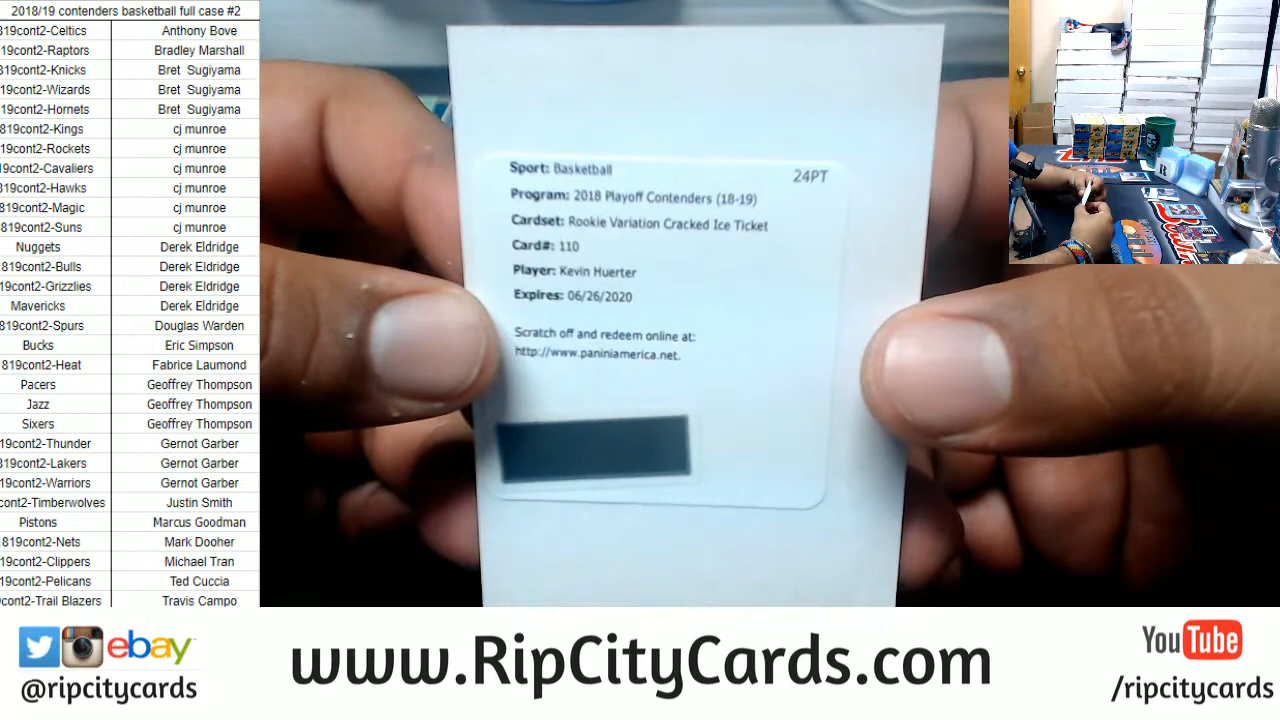 2018/19 contenders basketball full case #2
819cont2-Celtics Anthony Bove
19cont2-Raptors Bradley Marshall
19cont2-Knicks Bret Sugiyama
19cont2-Wizards Bret Sugiyama
19cont2-Hornets Bret Sugiyama
819cont2-Kings cj munroe
19cont2-Rockets cj munroe
19cont2-Cavaliers cj munroe
819cont2-Hawks cj munroe
19cont2-Magic cj munroe
819cont2-Suns cj munroe
Nuggets Derek Eldridge
819cont2-Bulls Derek Eldridge
19cont2-Grizzlies Derek Eldridge
Mavericks Derek Eldridge
819cont2-Spurs Douglas Warden
Bucks Eric Simpson
819cont2-Heat Fabrice Laumond
Pacers Geoffrey Thompson
Jazz Geoffrey Thompson
Sixers Geoffrey Thompson
19cont2-Thunder Gernot Garber
819cont2-Lakers Gernot Garber
19cont2-Warriors Gernot Garber
cont2-Timberwolves Justin Smith
Pistons Marcus Goodman
819cont2-Nets Mark Dooher
19cont2-Clippers Michael Tran
19cont2-Pelicans Ted Cuccia
cont2-Trail Blazers Travis Campo
Sport: Basketball 24PT
Program: 2018 Playoff Contenders (18-19)
Cardset: Rookie Variation Cracked Ice Ticket
Card#: 110
Player: Kevin Huerter
Expires: 06/26/2020
Scratch off and redeem online at:
http://www.paniniamerica.net.
ebay
@ripcitycards
www.RipCityCards.com
YouTube
/ripcitycards